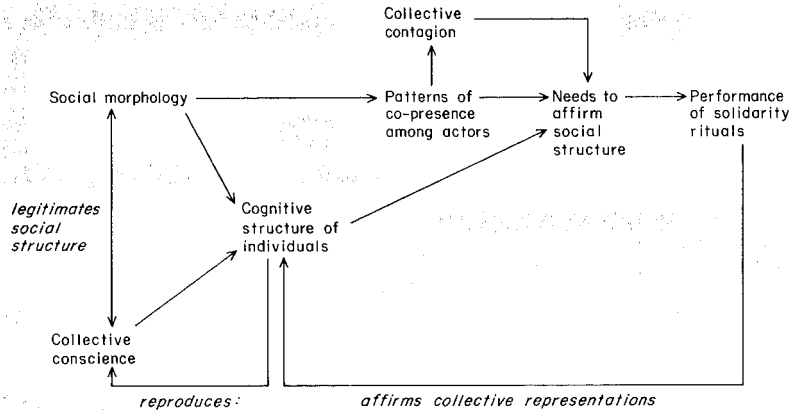 Collective
contagion
Social morphology
Patterns of
co-presence
among actors
Needs to
affirm
social
structure
Performance
of solidarity
rituals
legitimates
social
structure
Cognitive
structure of
individuals
Collective
conscience
reproduces:
affirms collective representations